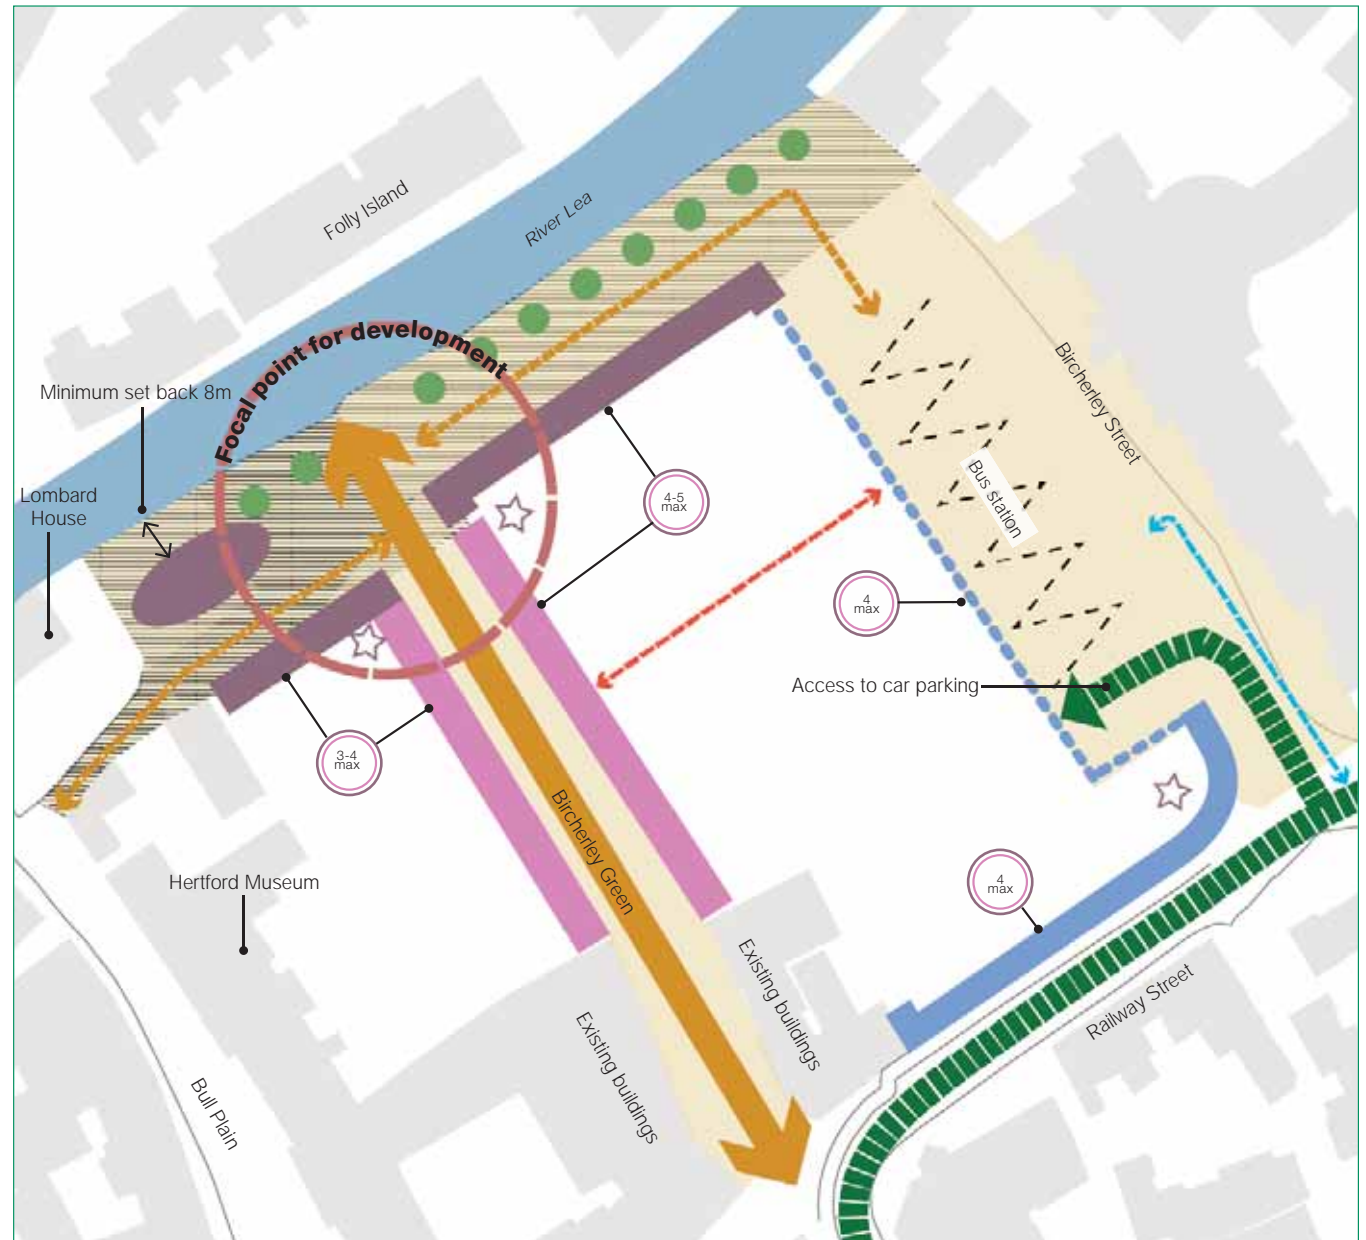 Folly Island
River Lea
Focal point for development
Minimum set back 8m
Lombard
House
Bircherley Street
Bus station
4-5
max
4
max
Access to car parking
3-4
max
Bircherley Green
Hertford Museum
4
max
Existing buildings
Existing buildings
Railway Street
Bull Plain